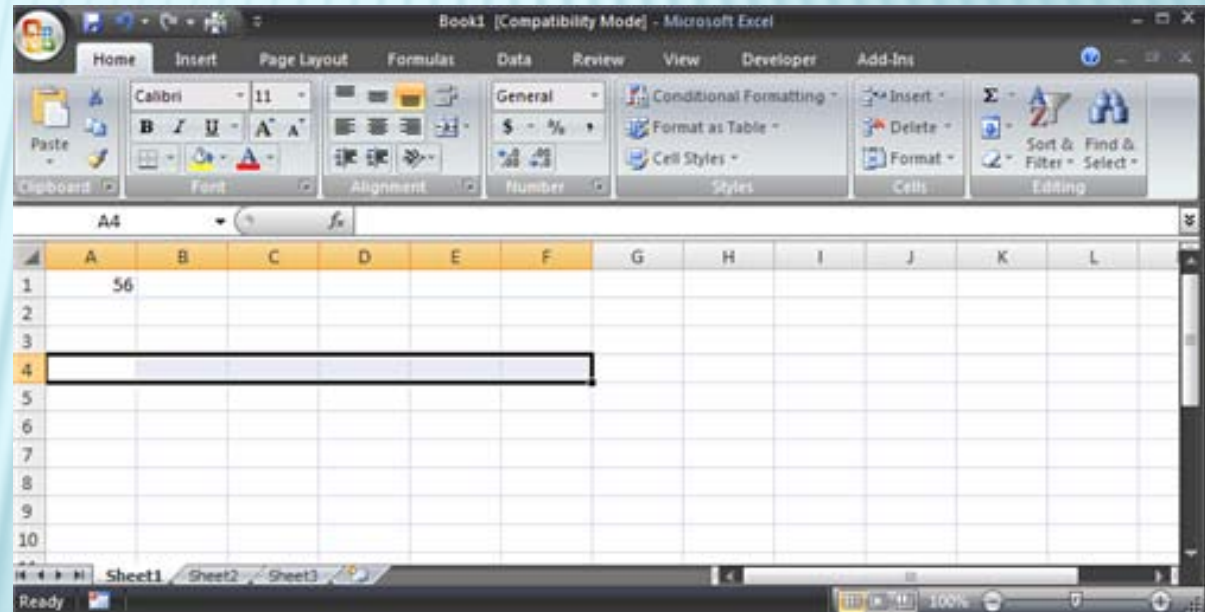 Book1 [Compatibility Mode] - Microsoft Excel
Home Insert Page Layout Formulas Data Review View Developer Add-Ins
Paste
Calibri 11
B I U A A
General
$ % ,
Conditional Formatting
Format as Table
Cell Styles
Insert
Delete
Format
Σ
Sort & Filter
Find & Select
Clipboard Font Alignment Number Styles Cells Editing
A4 fx
A B C D E F G H I J K L
1 56
2
3
4
5
6
7
8
9
10
Sheet1 Sheet2 Sheet3
Ready 100%